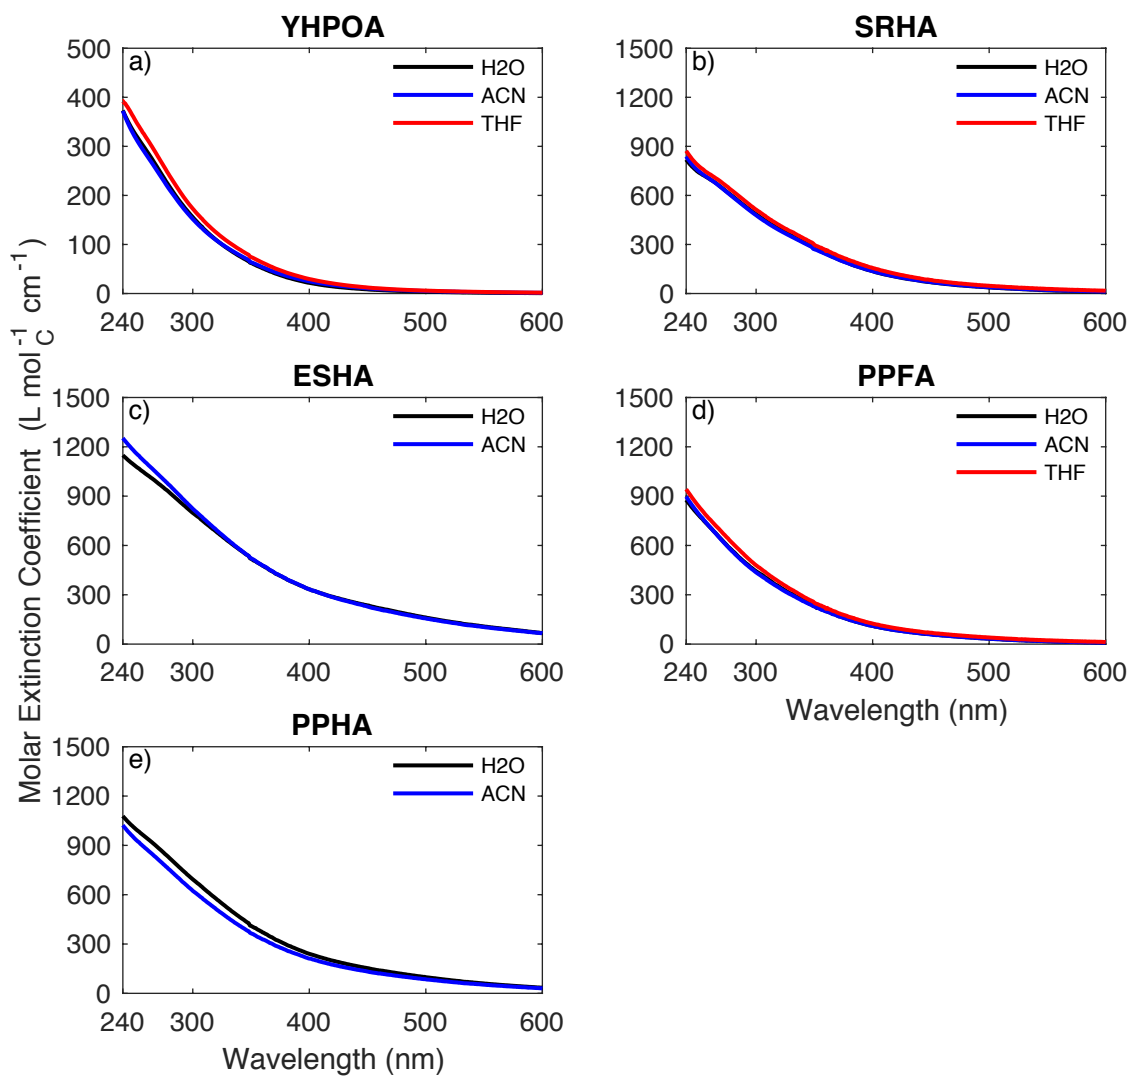 Molar Extinction Coefficient (L mol_C^-1 cm^-1)
YHPOA
a)
H2O
ACN
THF
500
400
300
200
100
0
240 300 400 500 600
SRHA
b)
H2O
ACN
THF
1500
1200
900
600
300
0
240 300 400 500 600
ESHA
c)
H2O
ACN
1500
1200
900
600
300
0
240 300 400 500 600
PPFA
d)
H2O
ACN
THF
1500
1200
900
600
300
0
240 300 400 500 600
Wavelength (nm)
PPHA
e)
H2O
ACN
1500
1200
900
600
300
0
240 300 400 500 600
Wavelength (nm)